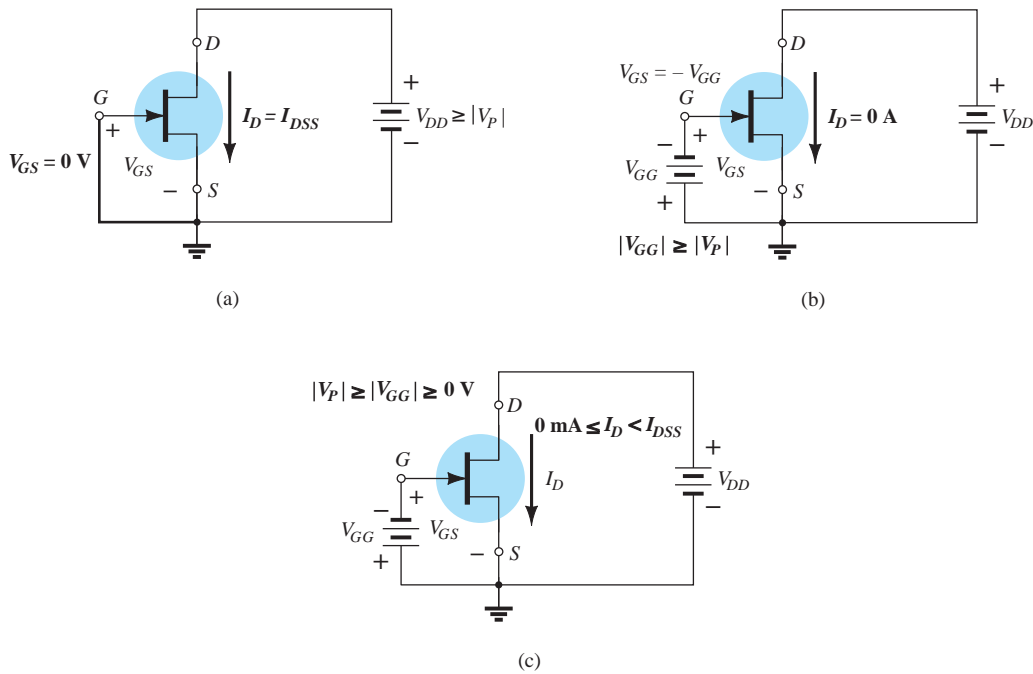 D
G
+
I_D = I_DSS
+
V_DD ≥ |V_P|
−
V_GS = 0 V
V_GS
−
S
(a)
D
V_GS = − V_GG
G
+
−
I_D = 0 A
+
V_DD
−
V_GG
V_GS
+
−
S
|V_GG| ≥ |V_P|
(b)
|V_P| ≥ |V_GG| ≥ 0 V
D
0 mA ≤ I_D < I_DSS
G
+
−
I_D
+
V_DD
−
V_GG
V_GS
+
−
S
(c)